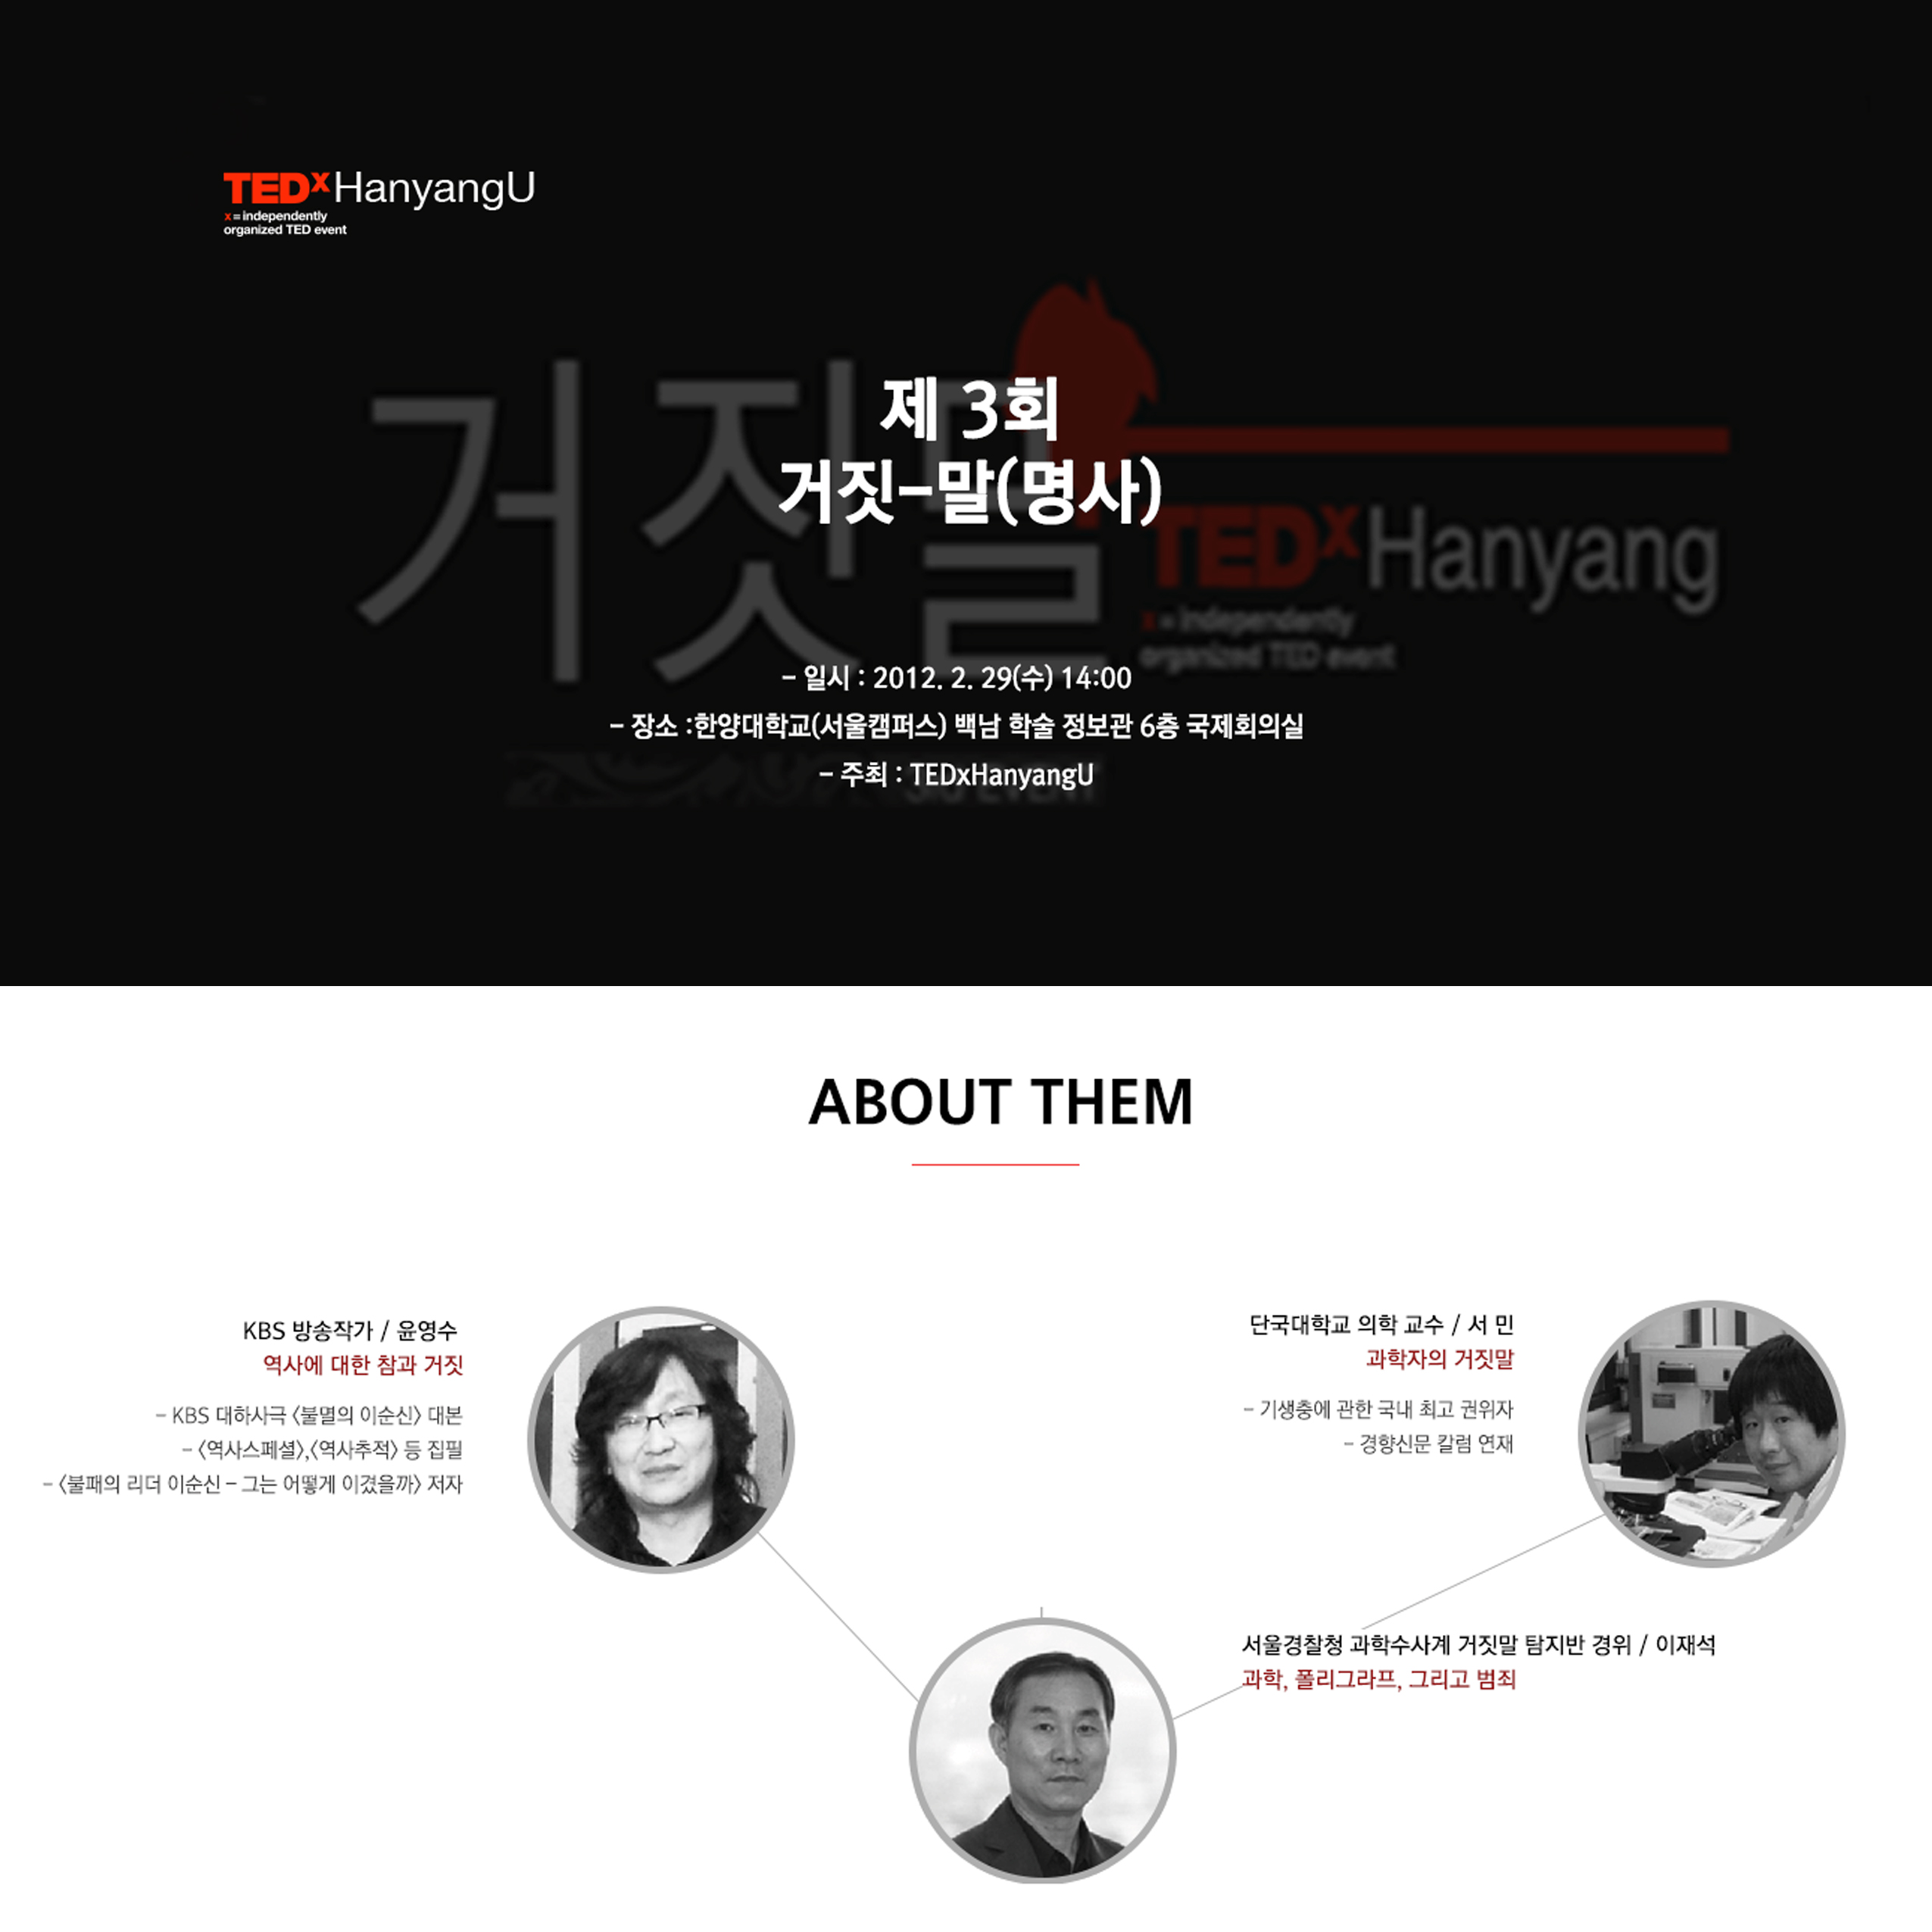 TEDxHanyangU
x = independently
organized TED event
거짓말
제 3회
거짓-말(명사)
TEDxHanyang
x = independently
organized TED event
- 일시 : 2012. 2. 29(수) 14:00
- 장소 :한양대학교(서울캠퍼스) 백남 학술 정보관 6층 국제회의실
- 주최 : TEDxHanyangU
ABOUT THEM
KBS 방송작가 / 윤영수
역사에 대한 참과 거짓
- KBS 대하사극 〈불멸의 이순신〉 대본
- 〈역사스페셜〉,〈역사추적〉 등 집필
- 〈불패의 리더 이순신 - 그는 어떻게 이겼을까〉 저자
단국대학교 의학 교수 / 서 민
과학자의 거짓말
- 기생충에 관한 국내 최고 권위자
- 경향신문 칼럼 연재
서울경찰청 과학수사계 거짓말 탐지반 경위 / 이재석
과학, 폴리그라프, 그리고 범죄